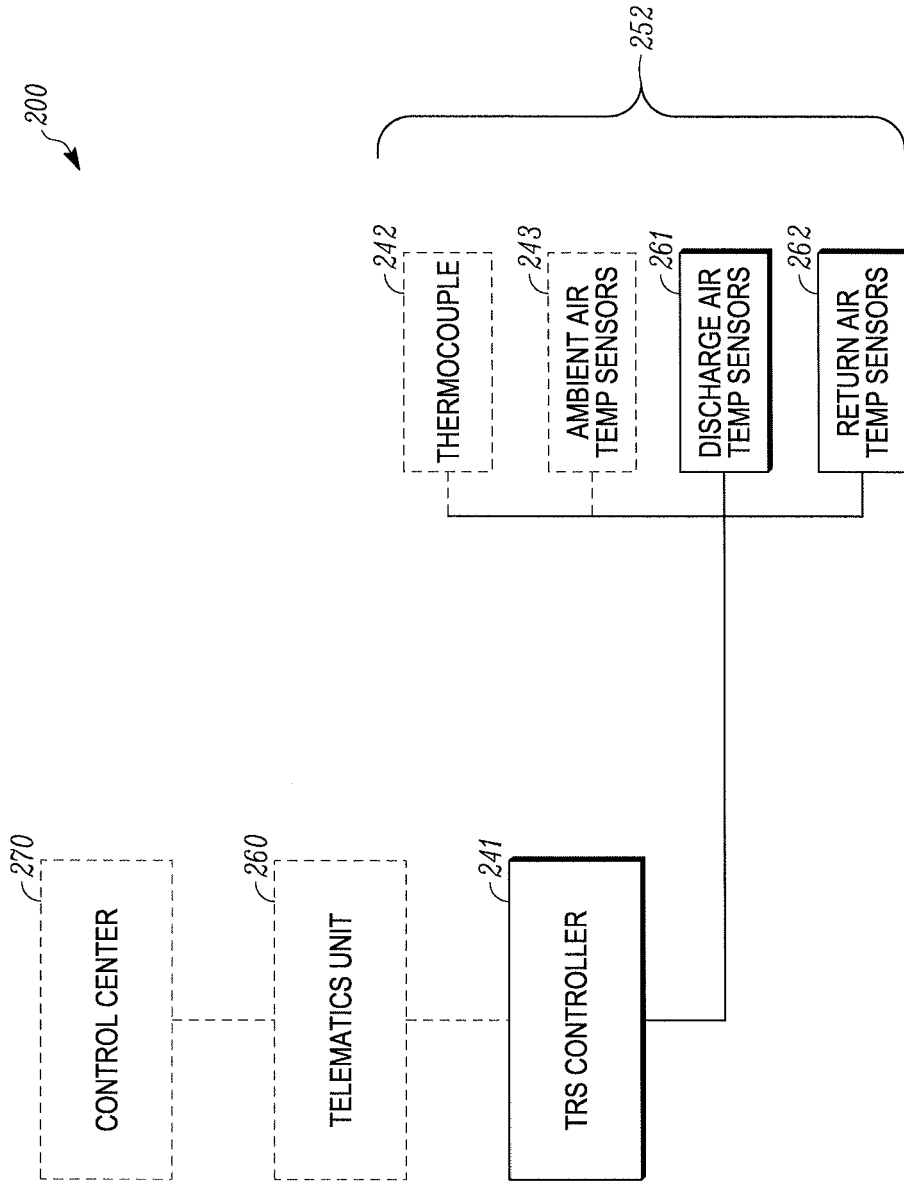 200
270
CONTROL CENTER
260
TELEMATICS UNIT
241
TRS CONTROLLER
242
THERMOCOUPLE
243
AMBIENT AIR
TEMP SENSORS
261
DISCHARGE AIR
TEMP SENSORS
262
RETURN AIR
TEMP SENSORS
252